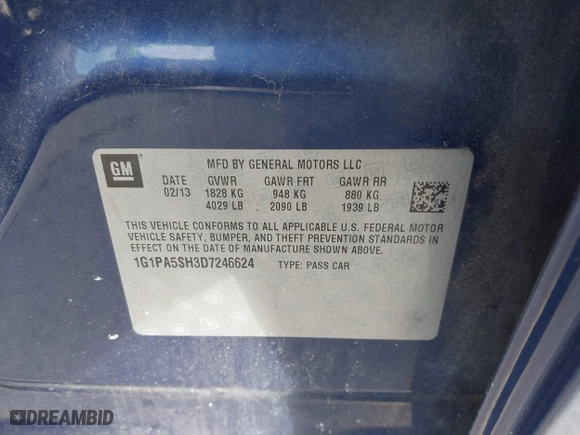 GM
MFD BY GENERAL MOTORS LLC
DATE GVWR GAWR FRT GAWR RR
02/13 1828 KG 948 KG 880 KG
4029 LB 2090 LB 1939 LB
THIS VEHICLE CONFORMS TO ALL APPLICABLE U.S. FEDERAL MOTOR
VEHICLE SAFETY, BUMPER, AND THEFT PREVENTION STANDARDS IN
EFFECT ON THE DATE OF MANUFACTURE SHOWN ABOVE.
1G1PA5SH3D7246624 TYPE: PASS CAR
DREAMBID